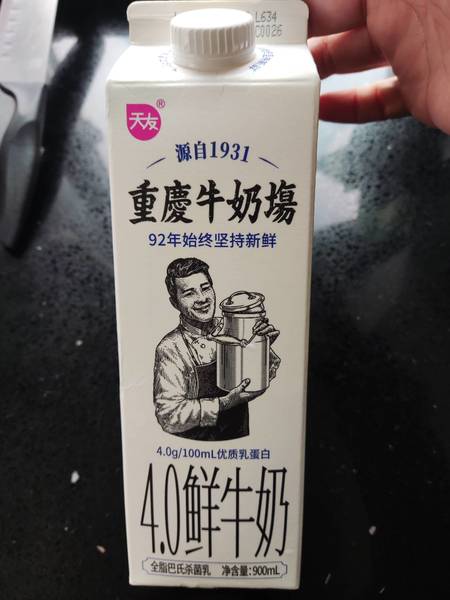 L634
C0026
天友®
源自1931
重慶牛奶塲
92年始终坚持新鲜
4.0g/100mL优质乳蛋白
4.0鲜牛奶
全脂巴氏杀菌乳 净含量:900mL